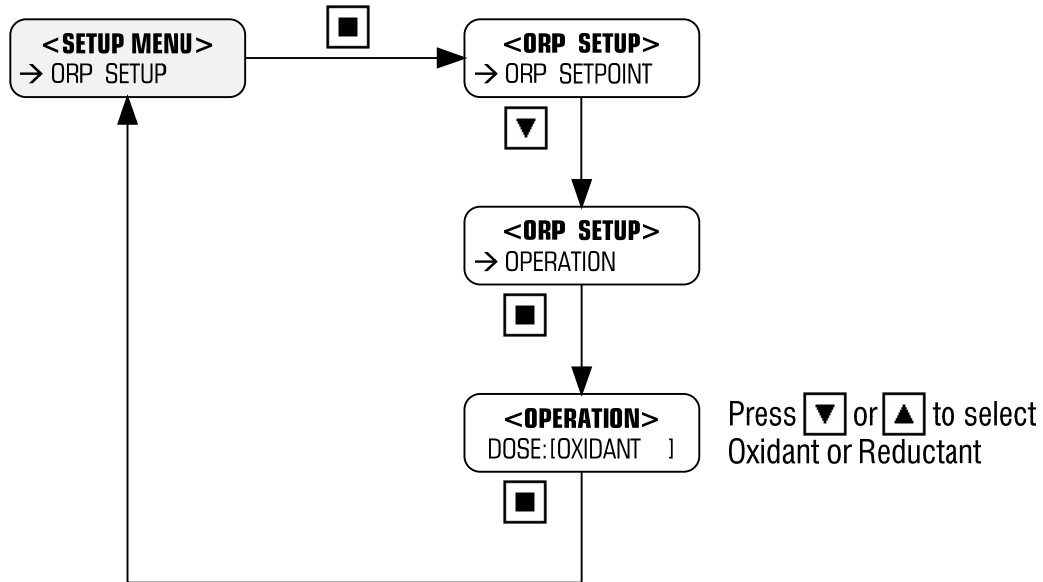 <SETUP MENU>
→ ORP SETUP
<ORP SETUP>
→ ORP SETPOINT
<ORP SETUP>
→ OPERATION
<OPERATION>
DOSE:[OXIDANT ]
Press ▼ or ▲ to select
Oxidant or Reductant